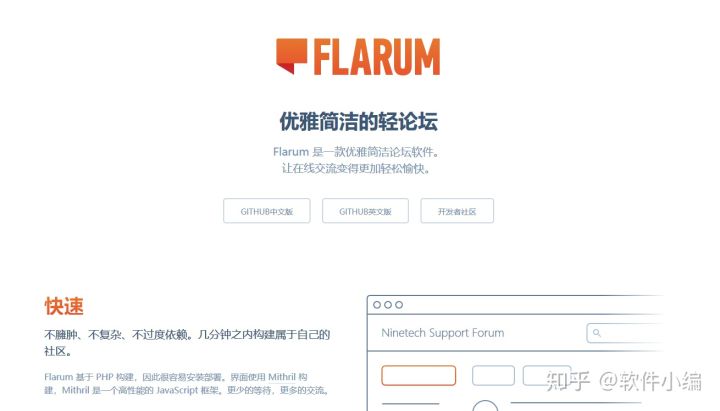 FLARUM
优雅简洁的轻论坛
Flarum 是一款优雅简洁论坛软件。
让在线交流变得更加轻松愉快。
GITHUB中文版
GITHUB英文版
开发者社区
快速
不臃肿、不复杂、不过度依赖。几分钟之内构建属于自己的
社区。
Flarum 基于 PHP 构建，因此很容易安装部署。界面使用 Mithril 构
建，Mithril 是一个高性能的 JavaScript 框架。更少的等待，更多的交流。
Ninetech Support Forum
知乎 @软件小编